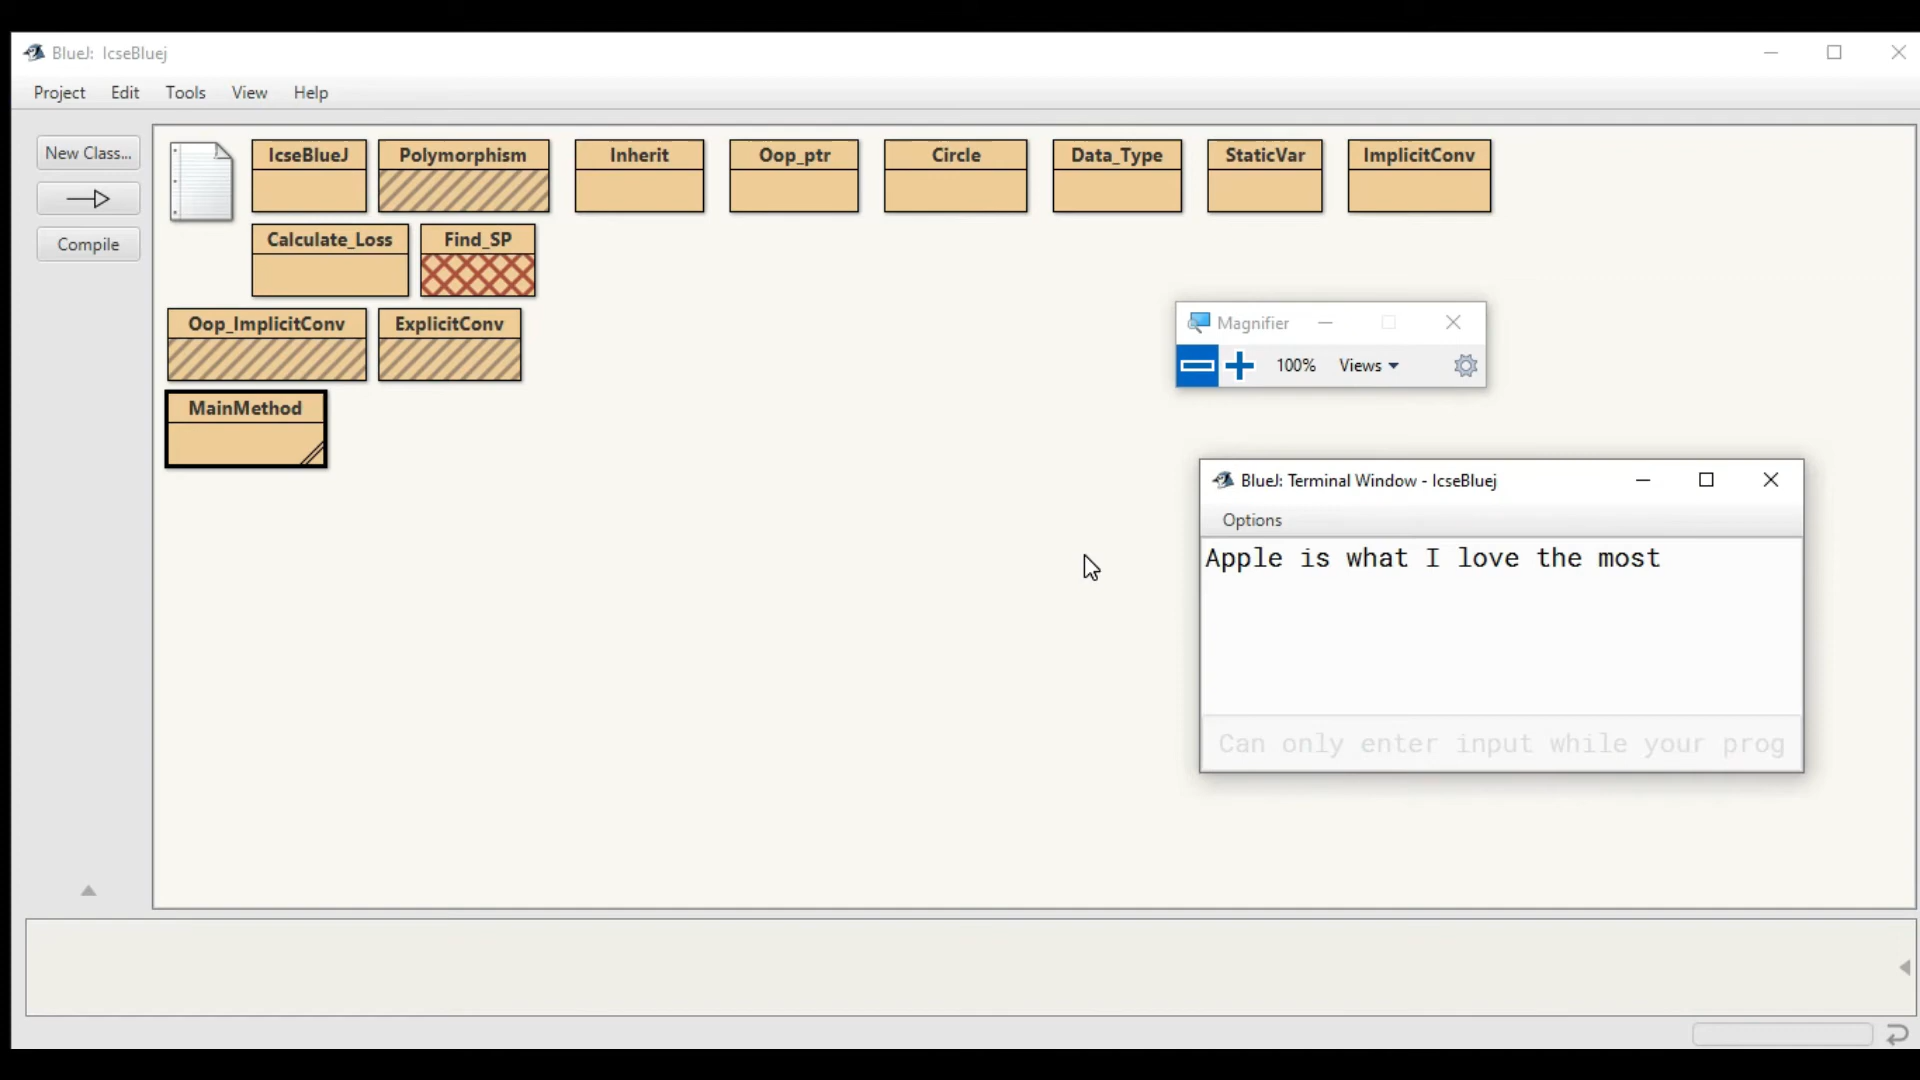 BlueJ: IcseBluej
Project Edit Tools View Help
New Class...
Compile
IcseBlueJ Polymorphism Inherit Oop_ptr Circle Data_Type StaticVar ImplicitConv
Calculate_Loss Find_SP
Oop_ImplicitConv ExplicitConv
MainMethod
Magnifier
100% Views
BlueJ: Terminal Window - IcseBluej
Options
Apple is what I love the most
Can only enter input while your prog